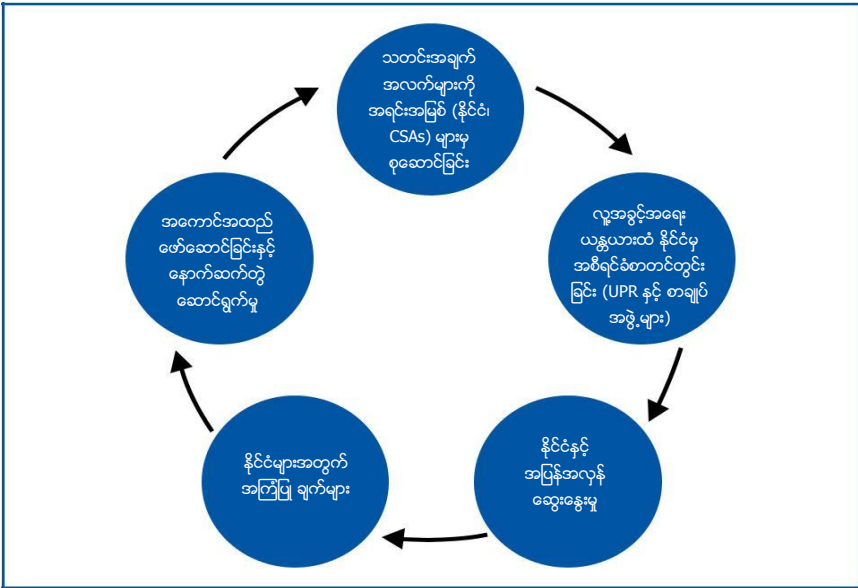 သတင်းအချက်
အလက်များကို
အရင်းအမြစ် (နိုင်ငံ၊
CSAs) များမှ
စုဆောင်ခြင်း
လူ့အခွင့်အရေး
ယန္တယားထံ နိုင်ငံမှ
အစီရင်ခံစာတင်တွင်း
ခြင်း (UPR နှင့် စာချုပ်
အဖွဲ့များ)
နိုင်ငံနှင့်
အပြန်အလှန်
ဆွေးနွေးမှု
နိုင်ငံများအတွက်
အကြံပြု ချက်များ
အကောင်အထည်
ဖော်ဆောင်ခြင်းနှင့်
နောက်ဆက်တွဲ
ဆောင်ရွက်မှု